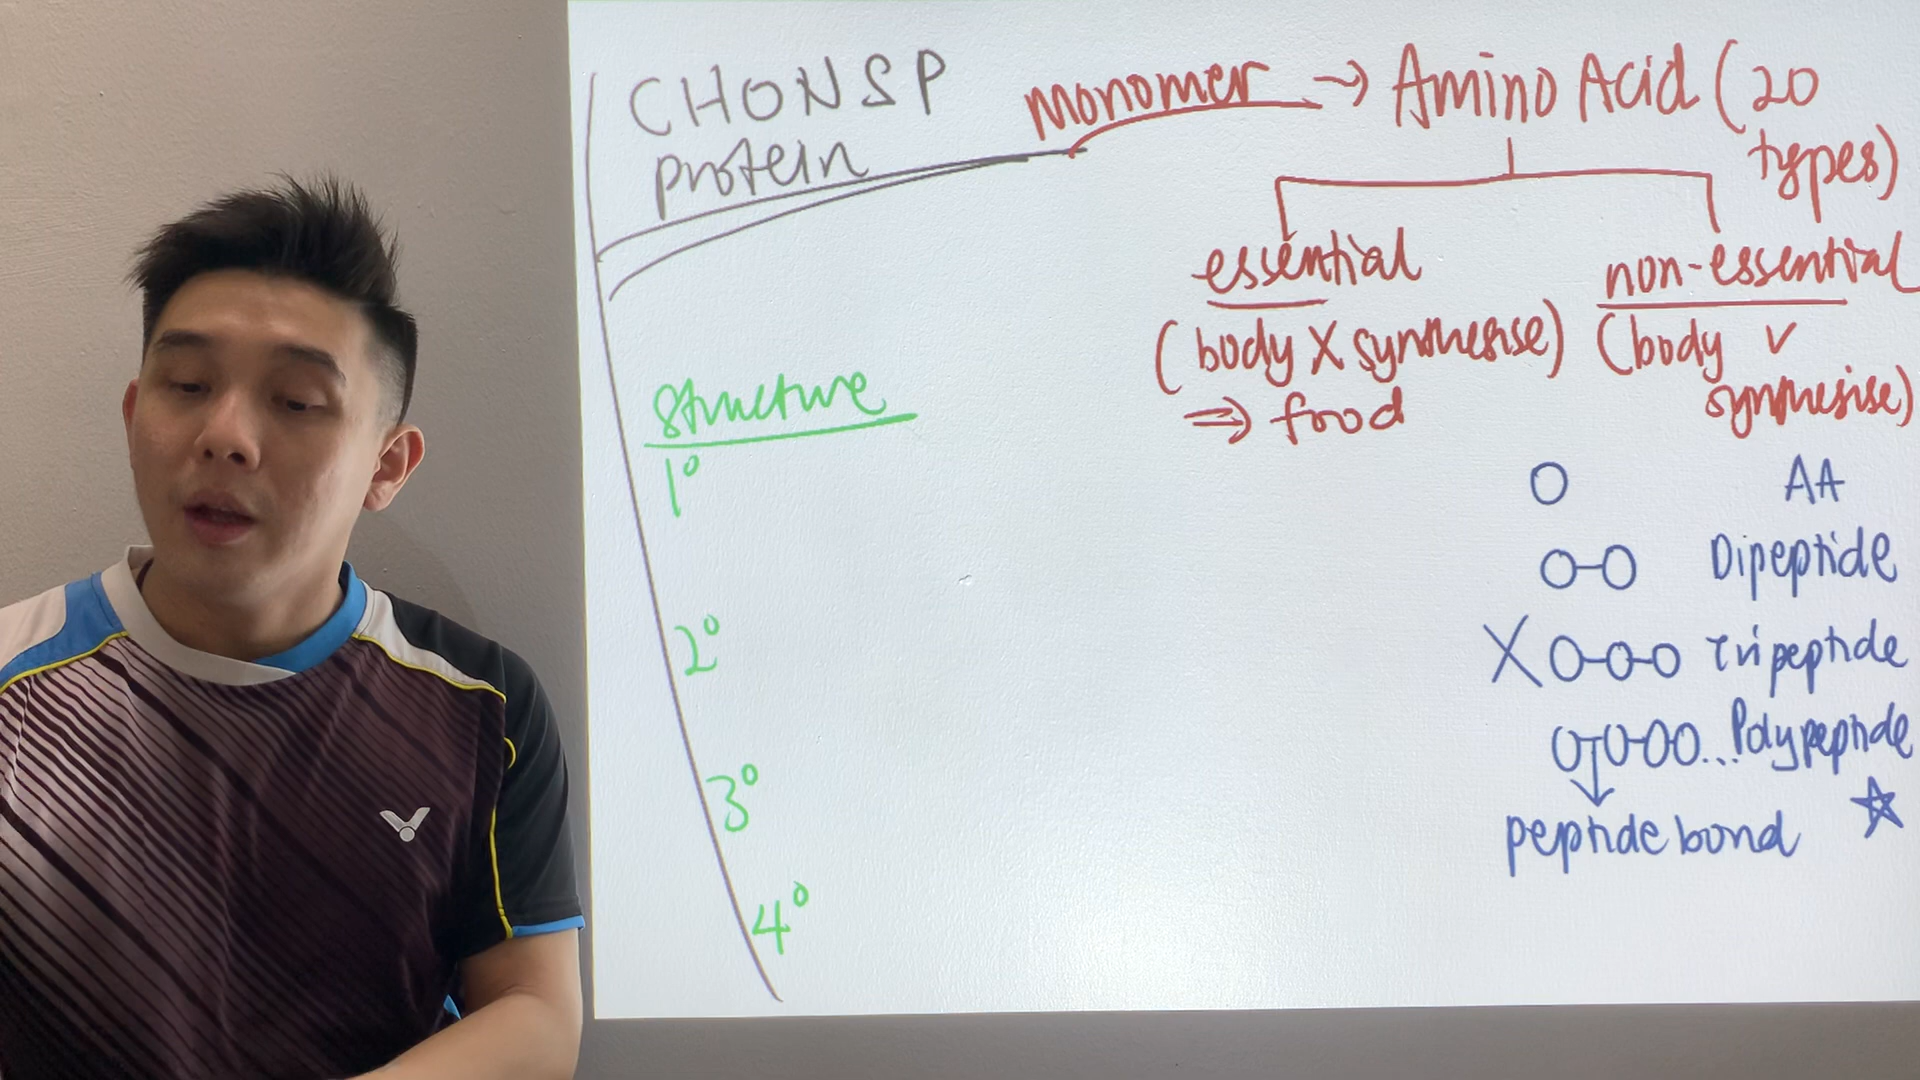 CHONSP
protein
monomer → Amino Acid (20
types)
essential
(body X synthesise)
⇒ food
non-essential
(body ✓
synthesise)
structure
1°
2°
3°
4°
O AA
O-O Dipeptide
X O-O-O Tripeptide
O-O-O-O... Polypeptide
peptide bond ☆